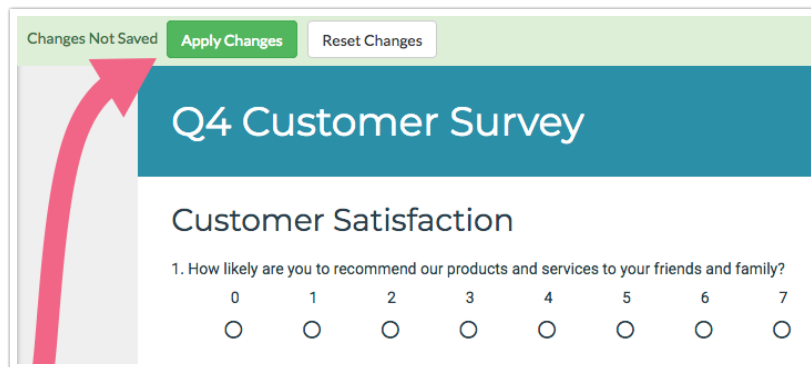 Changes Not Saved Apply Changes Reset Changes
Q4 Customer Survey
Customer Satisfaction
1. How likely are you to recommend our products and services to your friends and family?
0 1 2 3 4 5 6 7